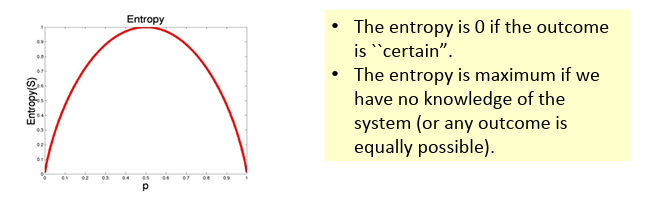 Entropy
Entropy(S)
1
0.9
0.8
0.7
0.6
0.5
0.4
0.3
0.2
0.1
0
0 0.1 0.2 0.3 0.4 0.5 0.6 0.7 0.8 0.9 1
p
• The entropy is 0 if the outcome
is ``certain”.
• The entropy is maximum if we
have no knowledge of the
system (or any outcome is
equally possible).